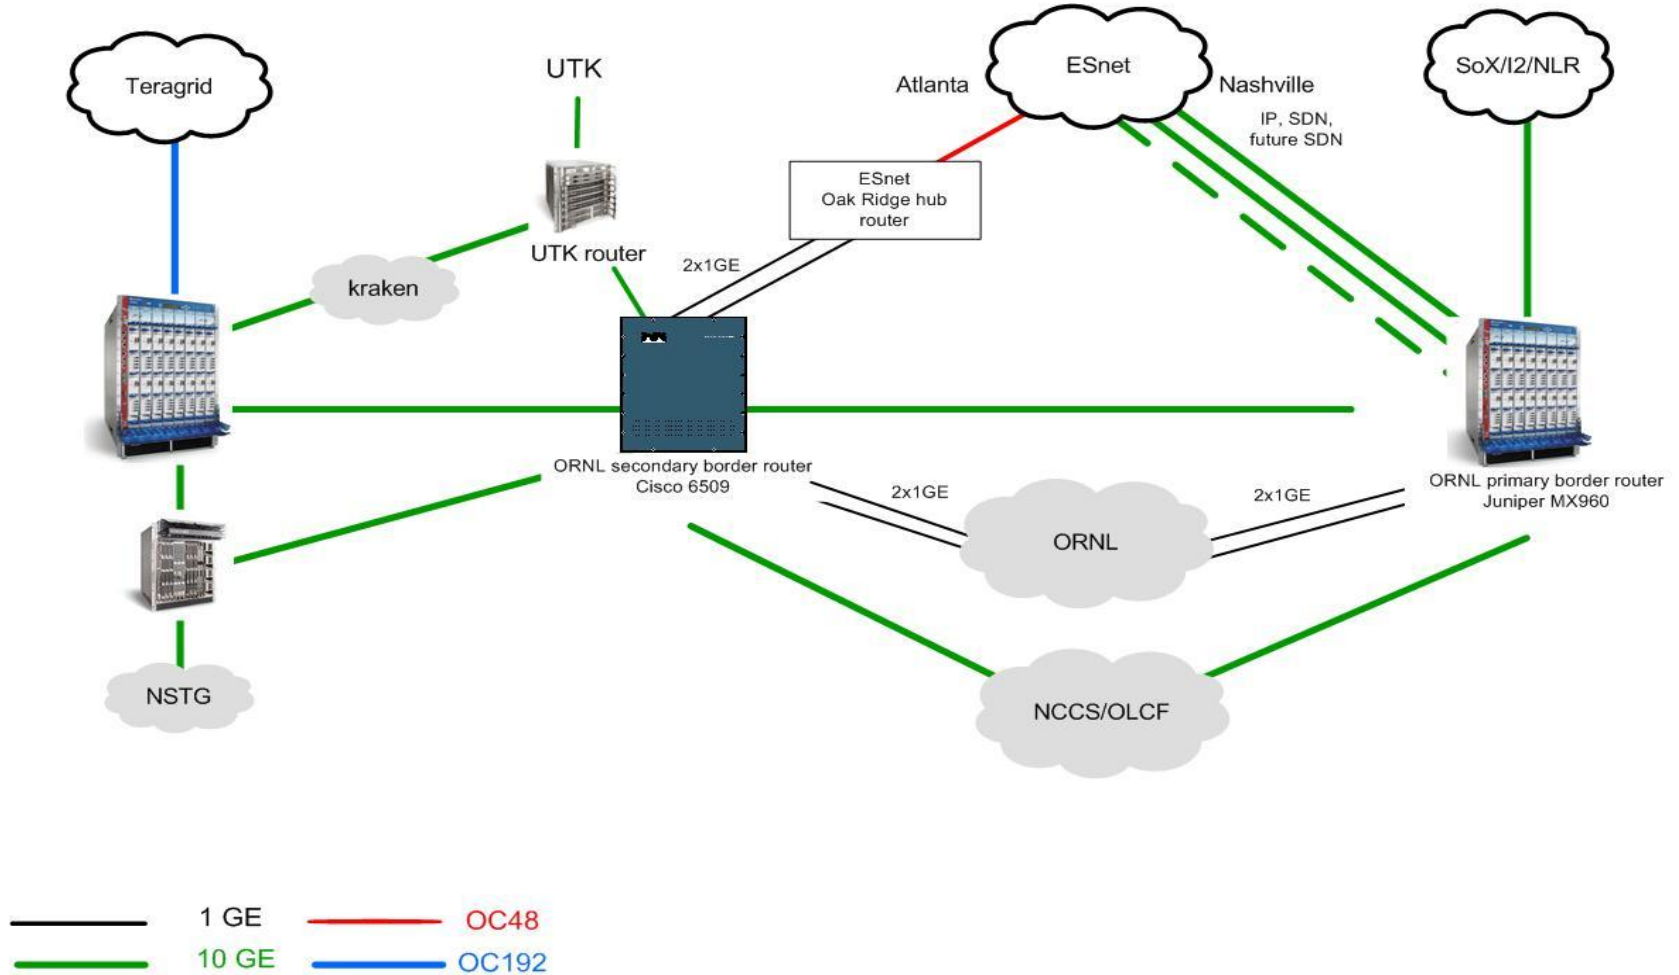 Teragrid
UTK
Atlanta
ESnet
Nashville
SoX/I2/NLR
IP, SDN,
future SDN
ESnet
Oak Ridge hub
router
UTK router
2x1GE
kraken
ORNL secondary border router
Cisco 6509
2x1GE
2x1GE
ORNL primary border router
Juniper MX960
ORNL
NSTG
NCCS/OLCF
1 GE
OC48
10 GE
OC192